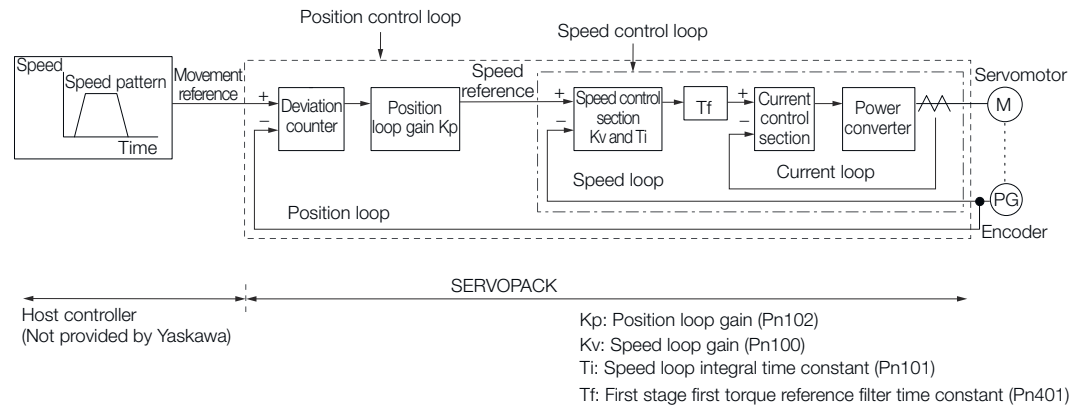 Position control loop
Speed control loop
Speed
Speed pattern
Time
Movement
reference
+
−
Deviation
counter
Position
loop gain Kp
Speed
reference
+
−
Speed control
section
Kv and Ti
Tf
+
−
Current
control
section
Power
converter
Servomotor
M
Current loop
Speed loop
Position loop
PG
Encoder
SERVOPACK
Host controller
(Not provided by Yaskawa)
Kp: Position loop gain (Pn102)
Kv: Speed loop gain (Pn100)
Ti: Speed loop integral time constant (Pn101)
Tf: First stage first torque reference filter time constant (Pn401)